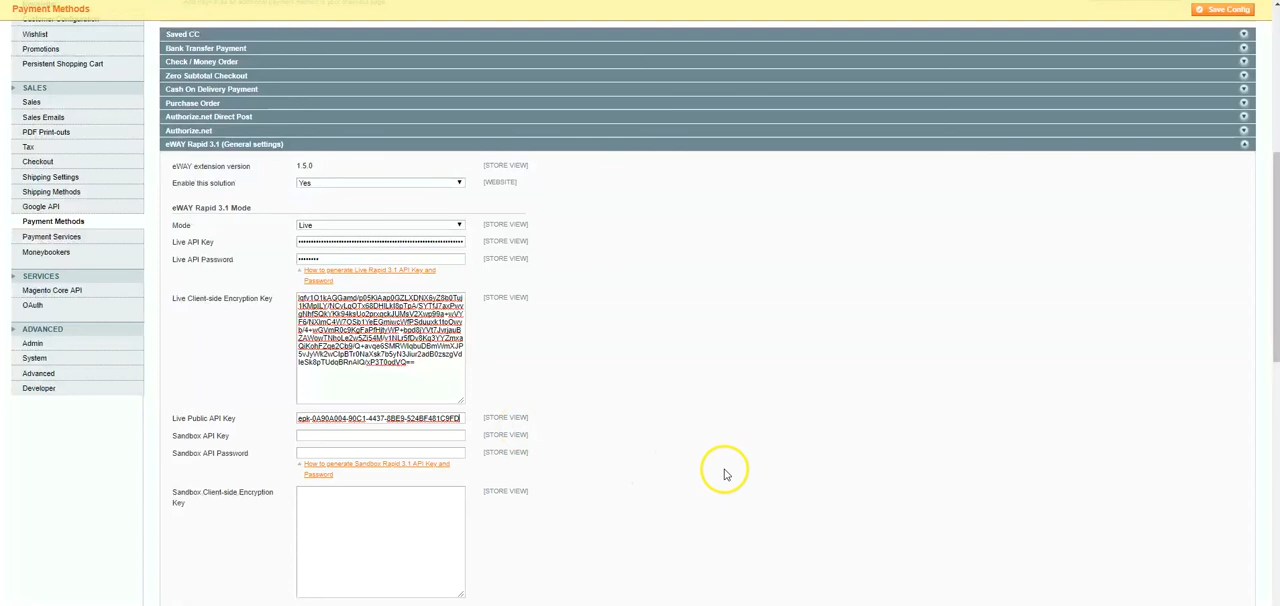 Payment Methods
Save Config
Wishlist
Promotions
Persistent Shopping Cart
SALES
Sales
Sales Emails
PDF Print-outs
Tax
Checkout
Shipping Settings
Shipping Methods
Google API
Payment Methods
Payment Services
Moneybookers
SERVICES
Magento Core API
OAuth
ADVANCED
Admin
System
Advanced
Developer
Saved CC
Bank Transfer Payment
Check / Money Order
Zero Subtotal Checkout
Cash On Delivery Payment
Purchase Order
Authorize.net Direct Post
Authorize.net
eWAY Rapid 3.1 (General settings)
eWAY extension version 1.5.0 [STORE VIEW]
Enable this solution Yes [WEBSITE]
eWAY Rapid 3.1 Mode
Mode Live [STORE VIEW]
Live API Key [STORE VIEW]
Live API Password [STORE VIEW]
How to generate Live Rapid 3.1 API Key and
Password
Live Client-side Encryption Key [STORE VIEW]
Live Public API Key epk-0A90A004-90C1-4437-8BE9-524BF481C9FD [STORE VIEW]
Sandbox API Key [STORE VIEW]
Sandbox API Password [STORE VIEW]
How to generate Sandbox Rapid 3.1 API Key and
Password
Sandbox Client-side Encryption [STORE VIEW]
Key